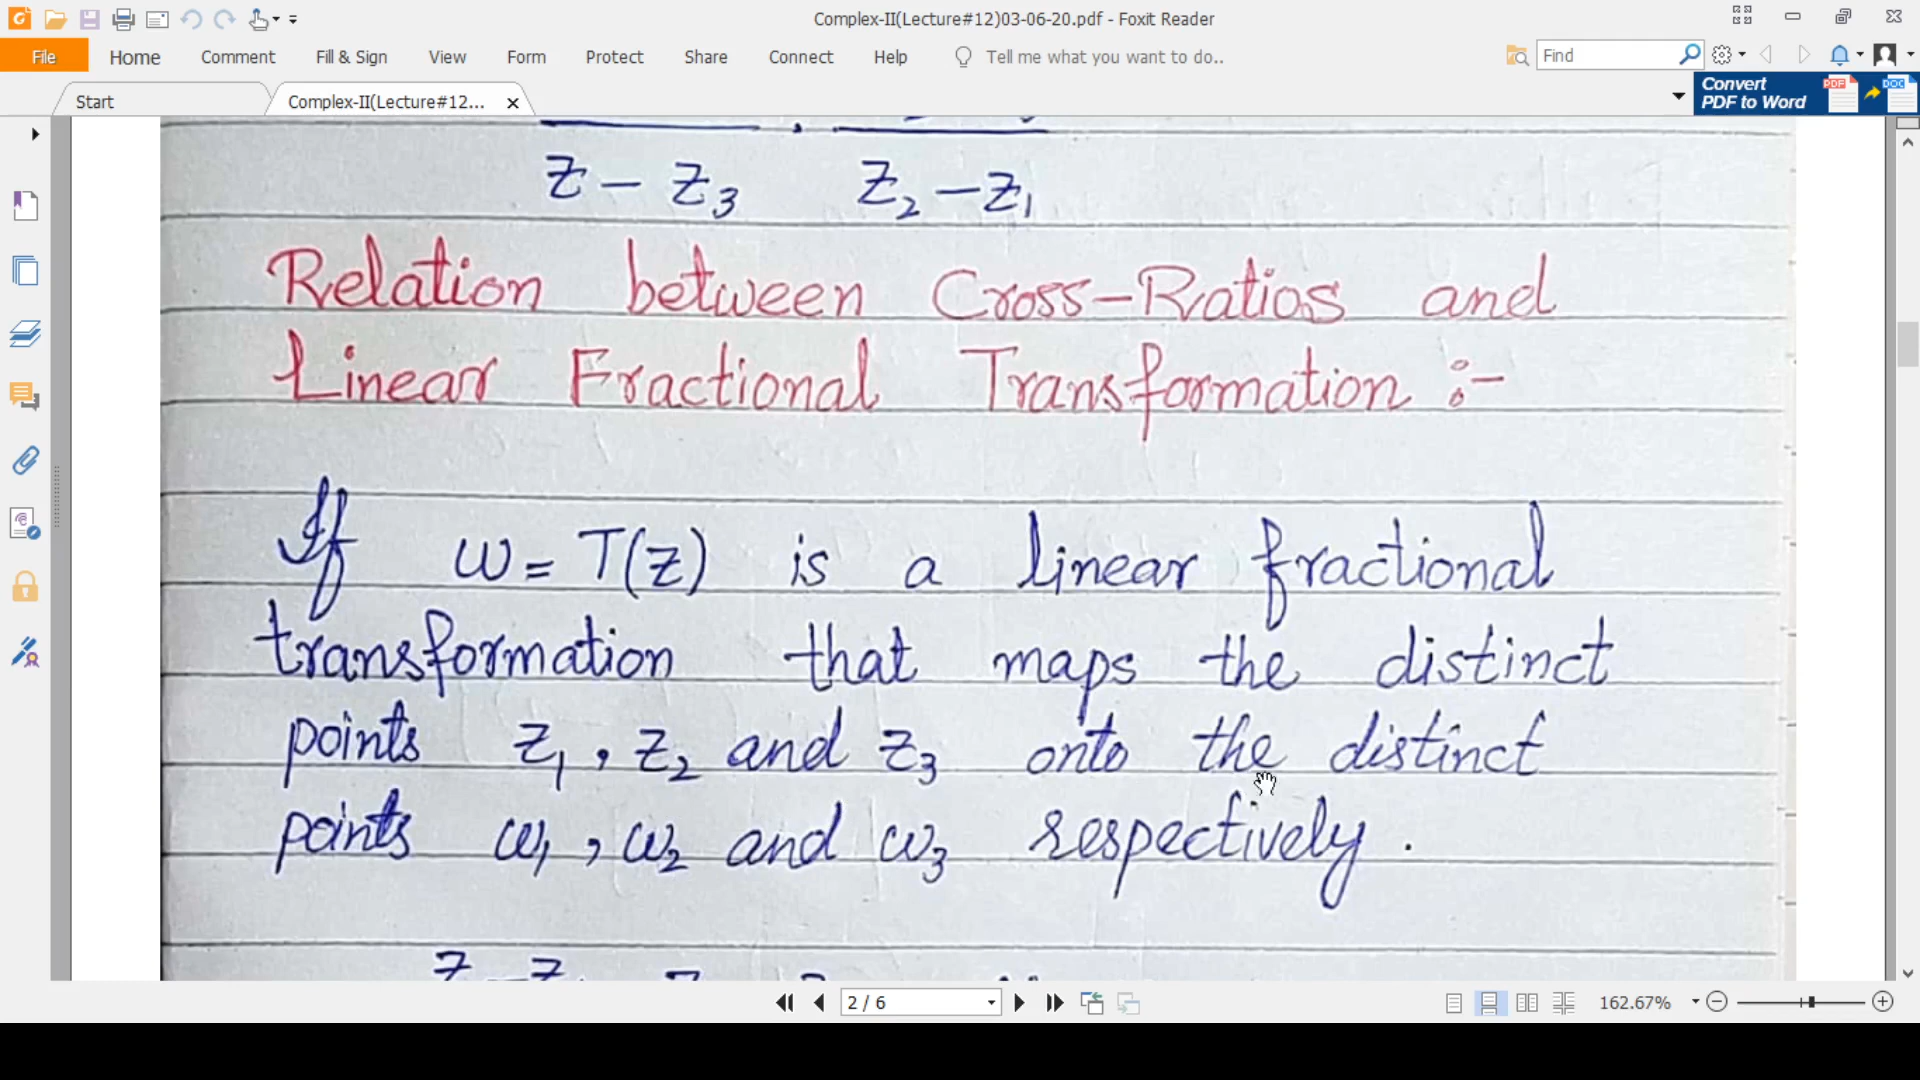 Complex-II(Lecture#12)03-06-20.pdf - Foxit Reader
File Home Comment Fill & Sign View Form Protect Share Connect Help Tell me what you want to do.. Find
Start Complex-II(Lecture#12... Convert PDF to Word PDF DOC
z - z₃ z₂ - z₁
Relation between Cross-Ratios and
Linear Fractional Transformation :-
If w = T(z) is a linear fractional
transformation that maps the distinct
points z₁, z₂ and z₃ onto the distinct
points w₁, w₂ and w₃ respectively.
2 / 6 162.67%